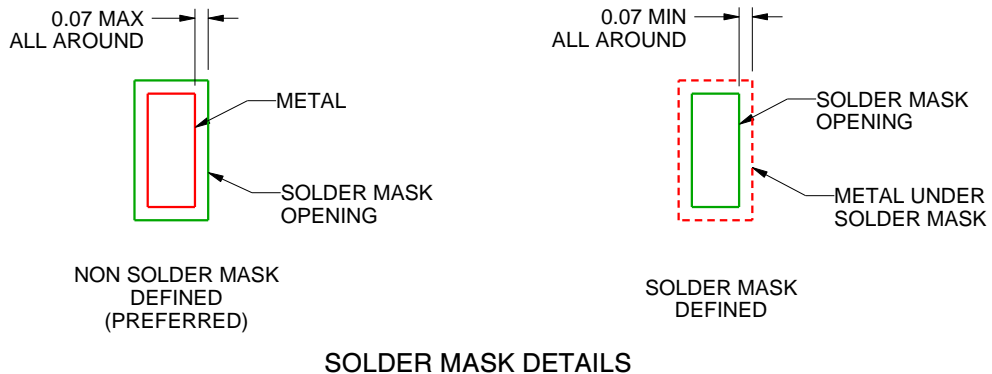 0.07 MAX
ALL AROUND
METAL
SOLDER MASK
OPENING
NON SOLDER MASK
DEFINED
(PREFERRED)
0.07 MIN
ALL AROUND
SOLDER MASK
OPENING
METAL UNDER
SOLDER MASK
SOLDER MASK
DEFINED
SOLDER MASK DETAILS